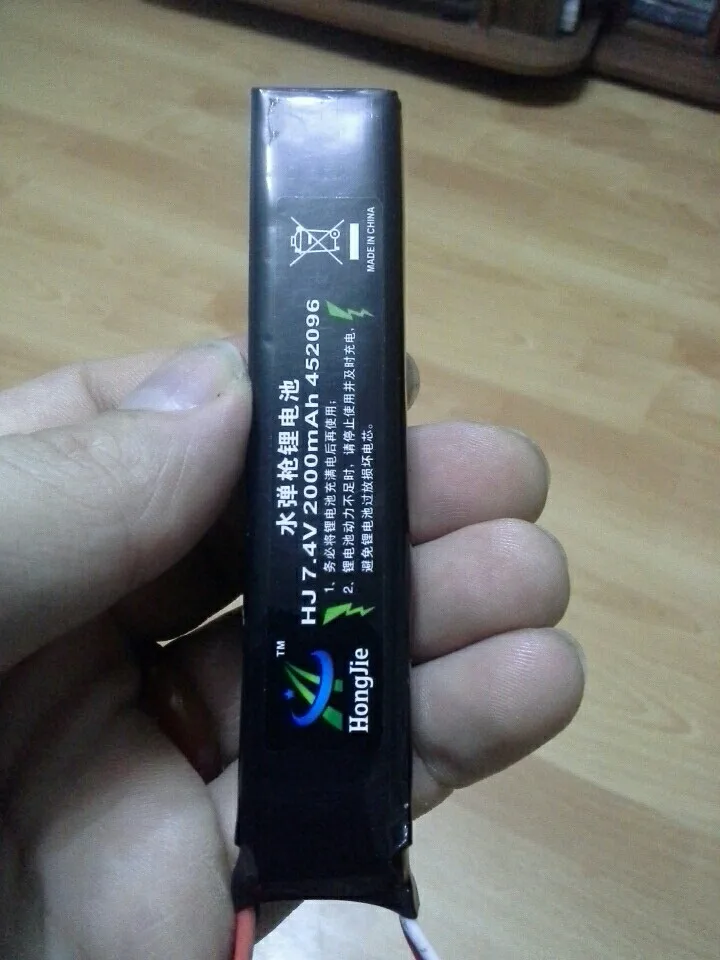 水弹枪锂电池
HJ 7.4V 2000mAh 452096
1、务必将锂电池充满电后再使用；
2、锂电池动力不足时，请停止使用并及时充电，
避免锂电池过放损坏电芯。
TM
HongJie
MADE IN CHINA